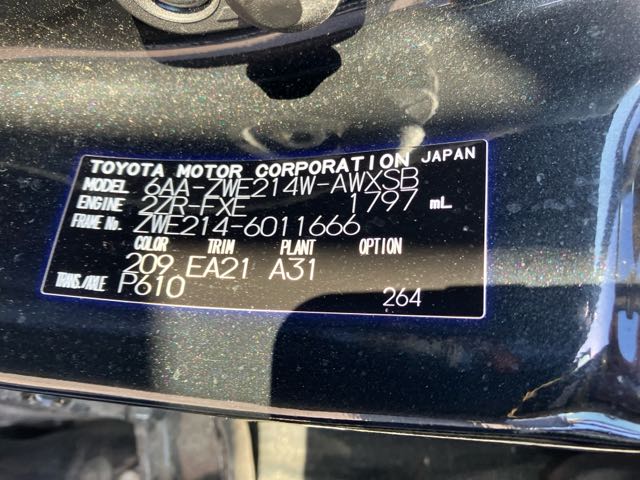 TOYOTA MOTOR CORPORATION JAPAN
MODEL 6AA-ZWE214W-AWXSB
ENGINE 2ZR-FXE 1797 mL
FRAME No. ZWE214-6011666
COLOR TRIM PLANT OPTION
209 EA21 A31
TRANS./AXLE P610
264